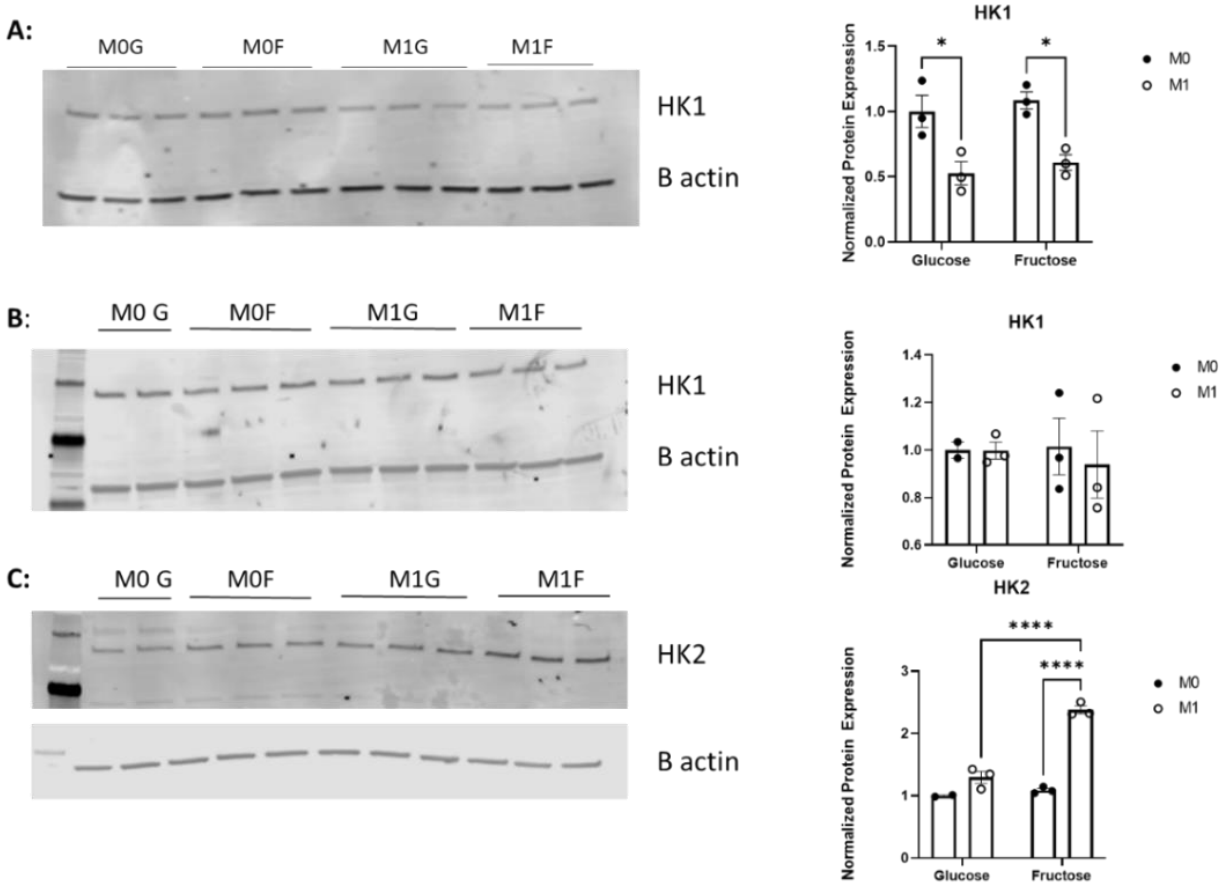 A:
M0G M0F M1G M1F
HK1
B actin
HK1
Normalized Protein Expression
1.5
1.0
0.5
0.0
* *
Glucose Fructose
M0
M1
B:
M0 G M0F M1G M1F
HK1
B actin
HK1
Normalized Protein Expression
1.4
1.2
1.0
0.8
0.6
Glucose Fructose
M0
M1
C:
M0 G M0F M1G M1F
HK2
B actin
HK2
Normalized Protein Expression
3
2
1
0
****
****
Glucose Fructose
M0
M1